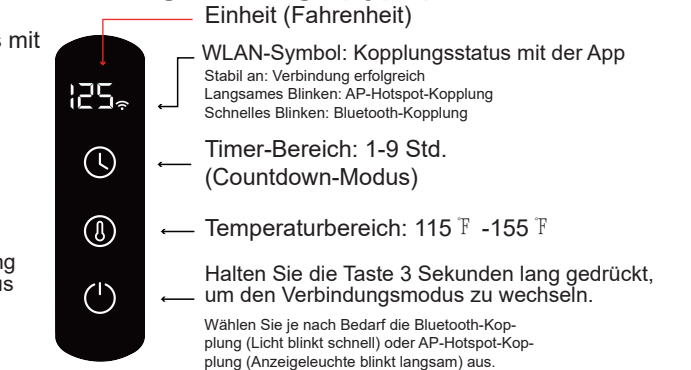 Einheit (Fahrenheit)
s mit
WLAN-Symbol: Kopplungsstatus mit der App
Stabil an: Verbindung erfolgreich
Langsames Blinken: AP-Hotspot-Kopplung
Schnelles Blinken: Bluetooth-Kopplung
125
Timer-Bereich: 1-9 Std.
(Countdown-Modus)
Temperaturbereich: 115 ℉ -155 ℉
ng
us
Halten Sie die Taste 3 Sekunden lang gedrückt,
um den Verbindungsmodus zu wechseln.
Wählen Sie je nach Bedarf die Bluetooth-Kop-
plung (Licht blinkt schnell) oder AP-Hotspot-Kop-
plung (Anzeigeleuchte blinkt langsam) aus.